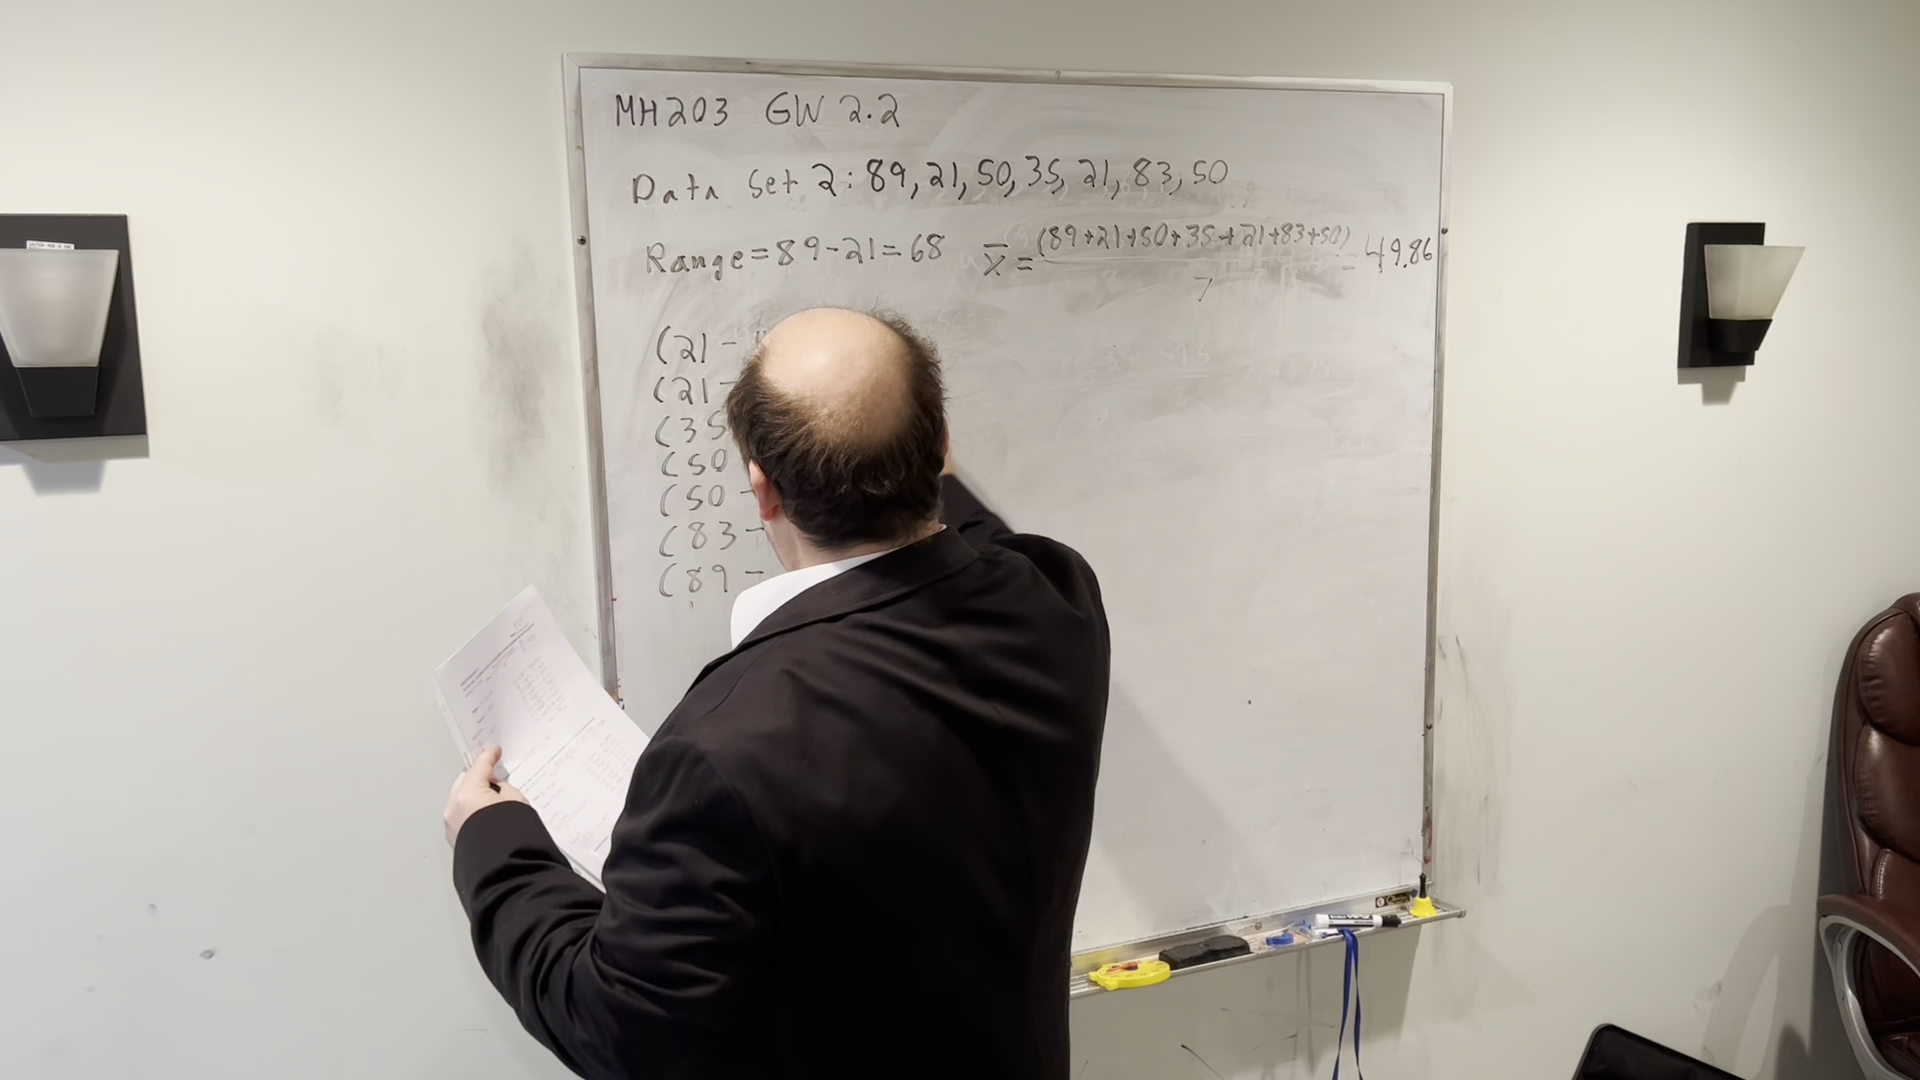 MH203 GW 2.2
Data Set 2: 89, 21, 50, 35, 21, 83, 50
Range = 89-21 = 68 x̄ = (89+21+50+35+21+83+50) / 7 = 49.86
(21 -
(21 -
(35
(50
(50 -
(83 -
(89 -